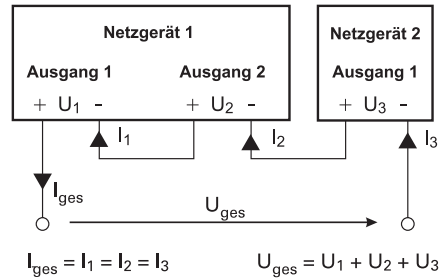 Netzgerät 1
Netzgerät 2
Ausgang 1
Ausgang 2
Ausgang 1
+ U1 -
+ U2 -
+ U3 -
I1
I2
I3
Iges
Uges
Iges = I1 = I2 = I3
Uges = U1 + U2 + U3